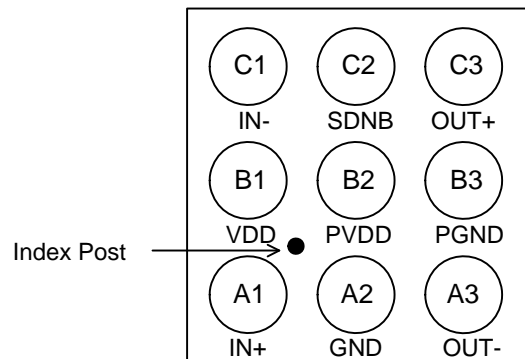 C1 C2 C3
IN- SDNB OUT+
B1 B2 B3
VDD PVDD PGND
Index Post
A1 A2 A3
IN+ GND OUT-